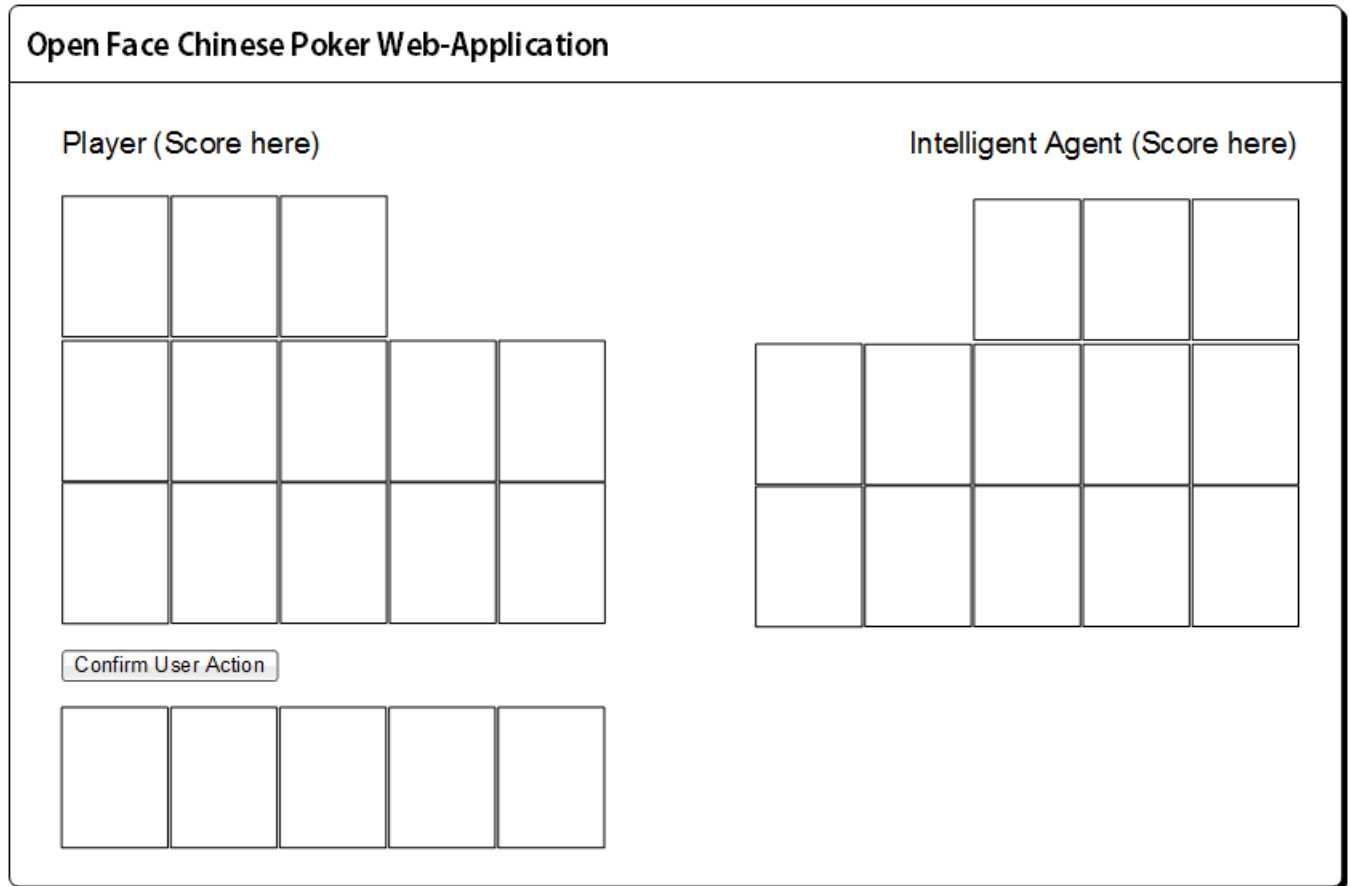 Open Face Chinese Poker Web-Application
Player (Score here)
Intelligent Agent (Score here)
Confirm User Action